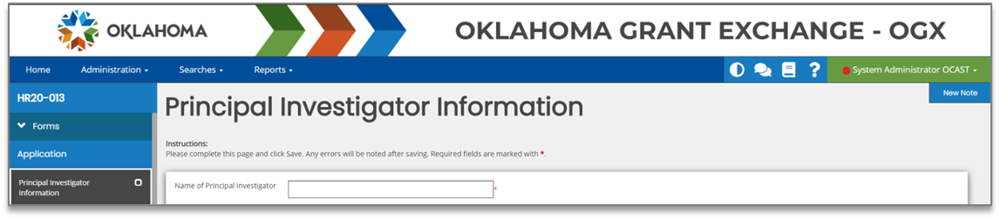 OKLAHOMA
OKLAHOMA GRANT EXCHANGE - OGX
Home Administration Searches Reports ? System Administrator OCAST
HR20-013
New Note
Principal Investigator Information
Forms
Instructions:
Please complete this page and click Save. Any errors will be noted after saving. Required fields are marked with *.
Application
Principal Investigator
Information
Name of Principal Investigator *